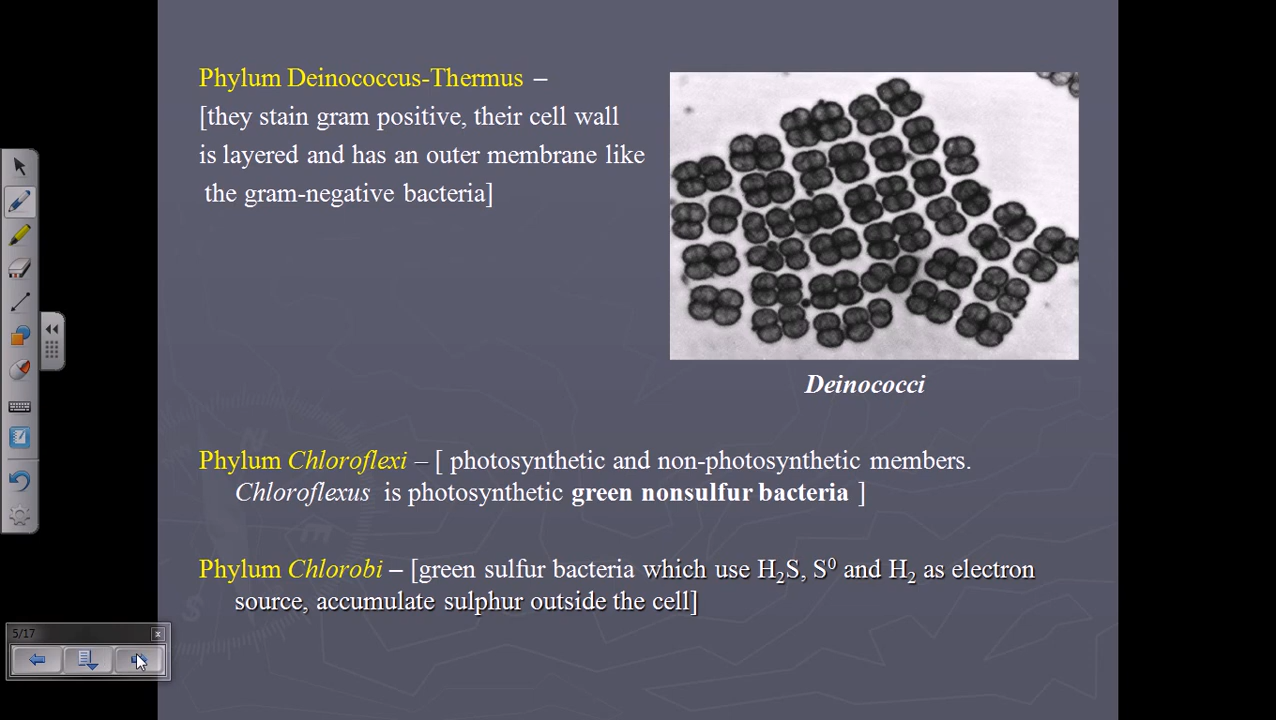 Phylum Deinococcus-Thermus –
[they stain gram positive, their cell wall
is layered and has an outer membrane like
the gram-negative bacteria]
Deinococci
Phylum Chloroflexi – [ photosynthetic and non-photosynthetic members.
Chloroflexus is photosynthetic green nonsulfur bacteria ]
Phylum Chlorobi – [green sulfur bacteria which use H₂S, S⁰ and H₂ as electron
source, accumulate sulphur outside the cell]
5/17